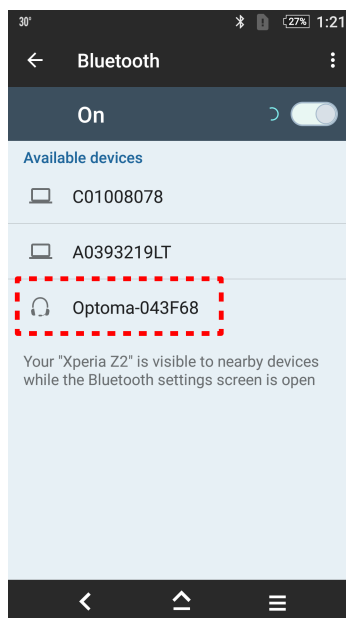 30°
27%
1:21
Bluetooth
On
Available devices
C01008078
A0393219LT
Optoma-043F68
Your "Xperia Z2" is visible to nearby devices
while the Bluetooth settings screen is open